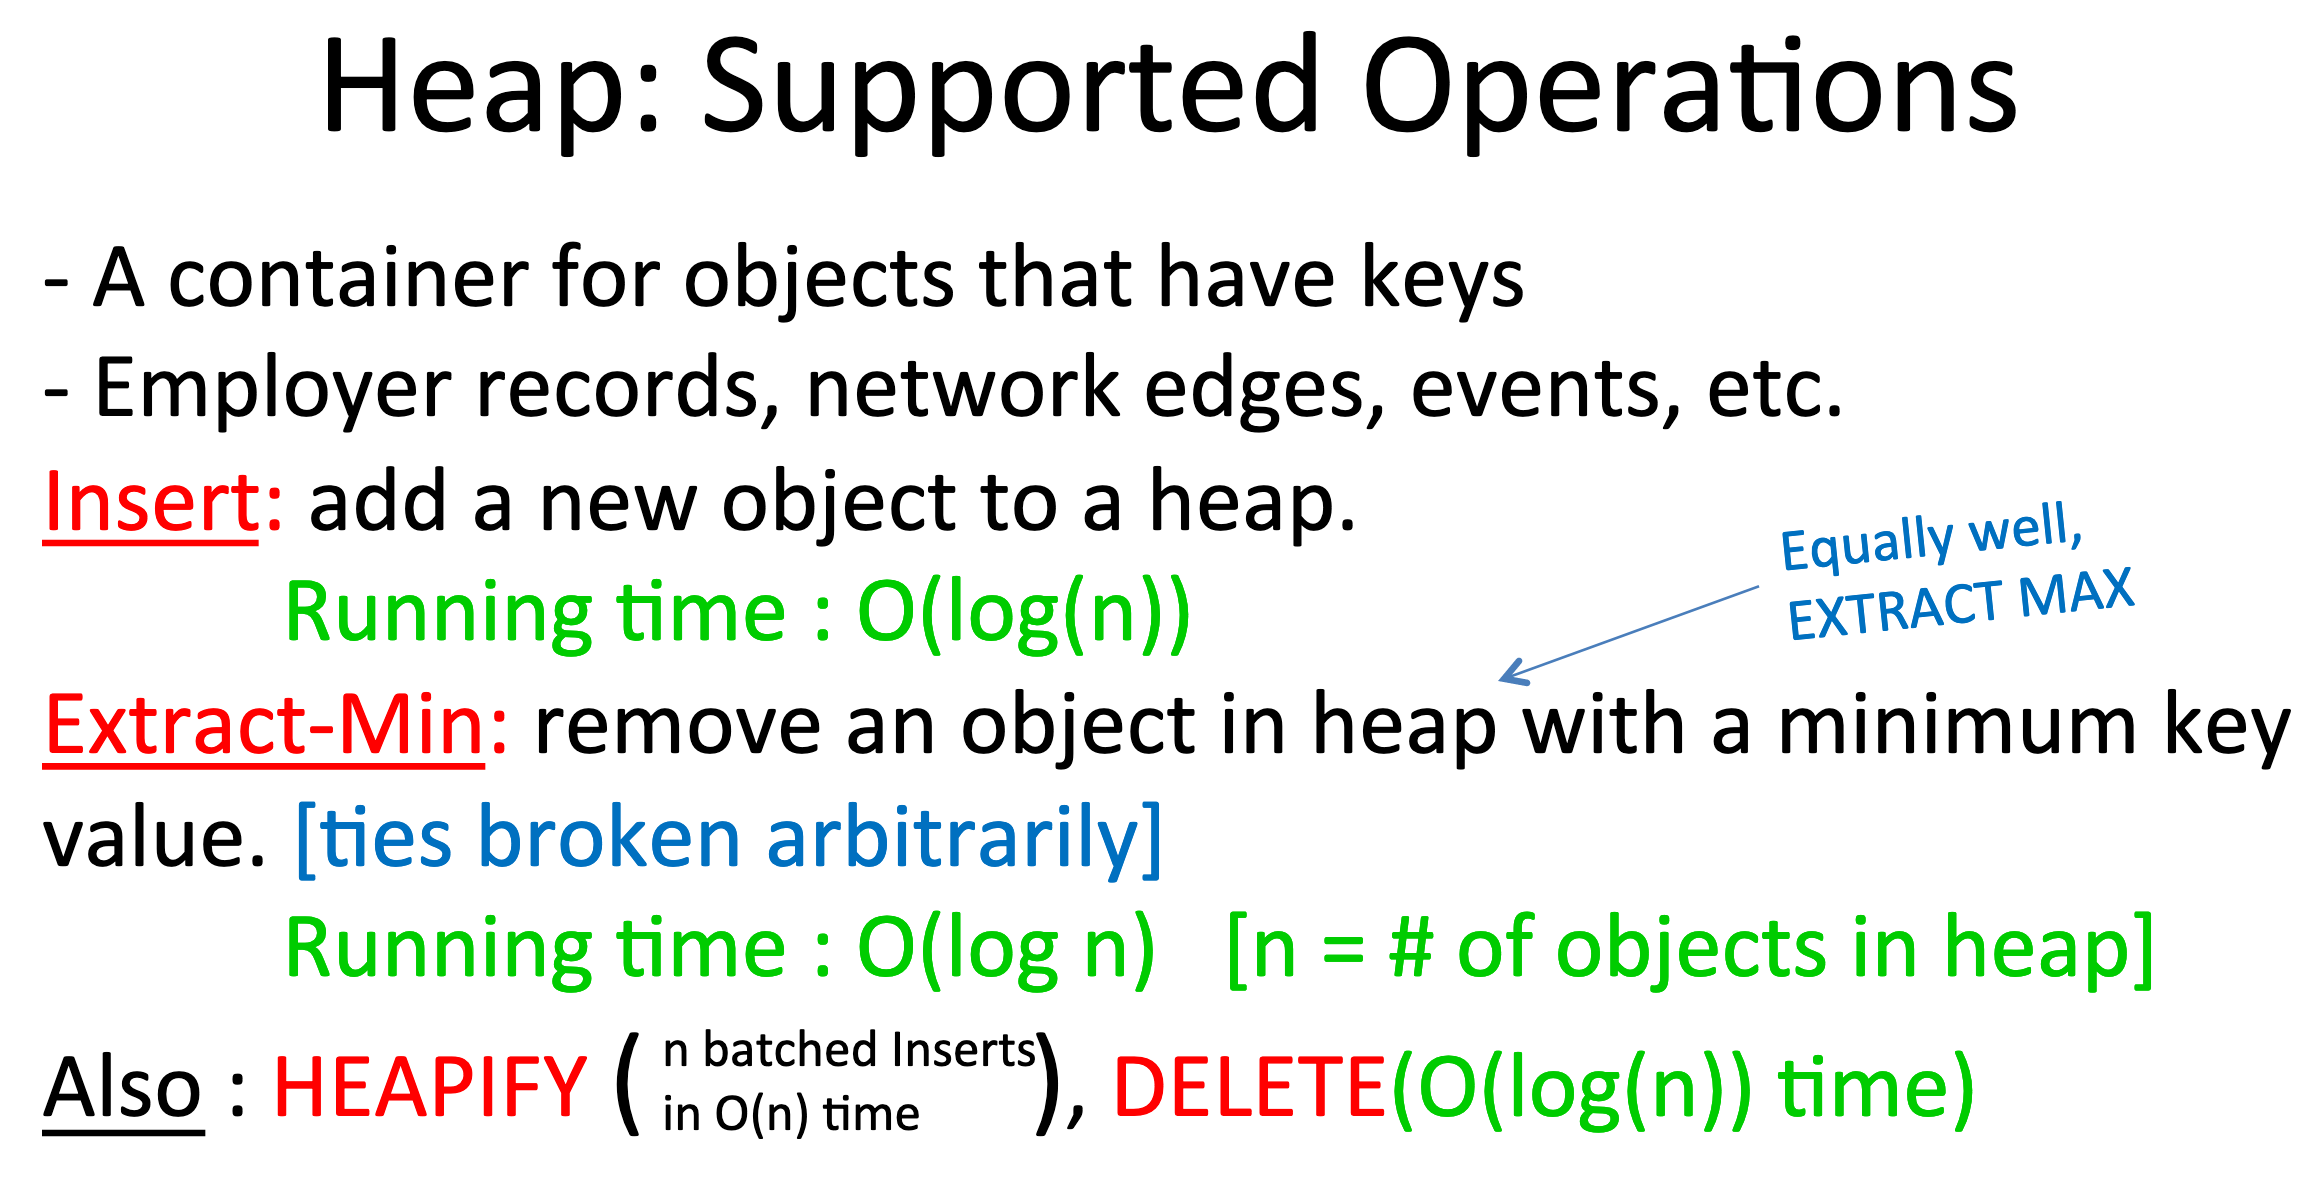 Heap: Supported Operations
- A container for objects that have keys
- Employer records, network edges, events, etc.
Insert: add a new object to a heap.
Running time : O(log(n))
Equally well,
EXTRACT MAX
Extract-Min: remove an object in heap with a minimum key
value. [ties broken arbitrarily]
Running time : O(log n) [n = # of objects in heap]
Also : HEAPIFY ( n batched Inserts
in O(n) time ), DELETE(O(log(n)) time)